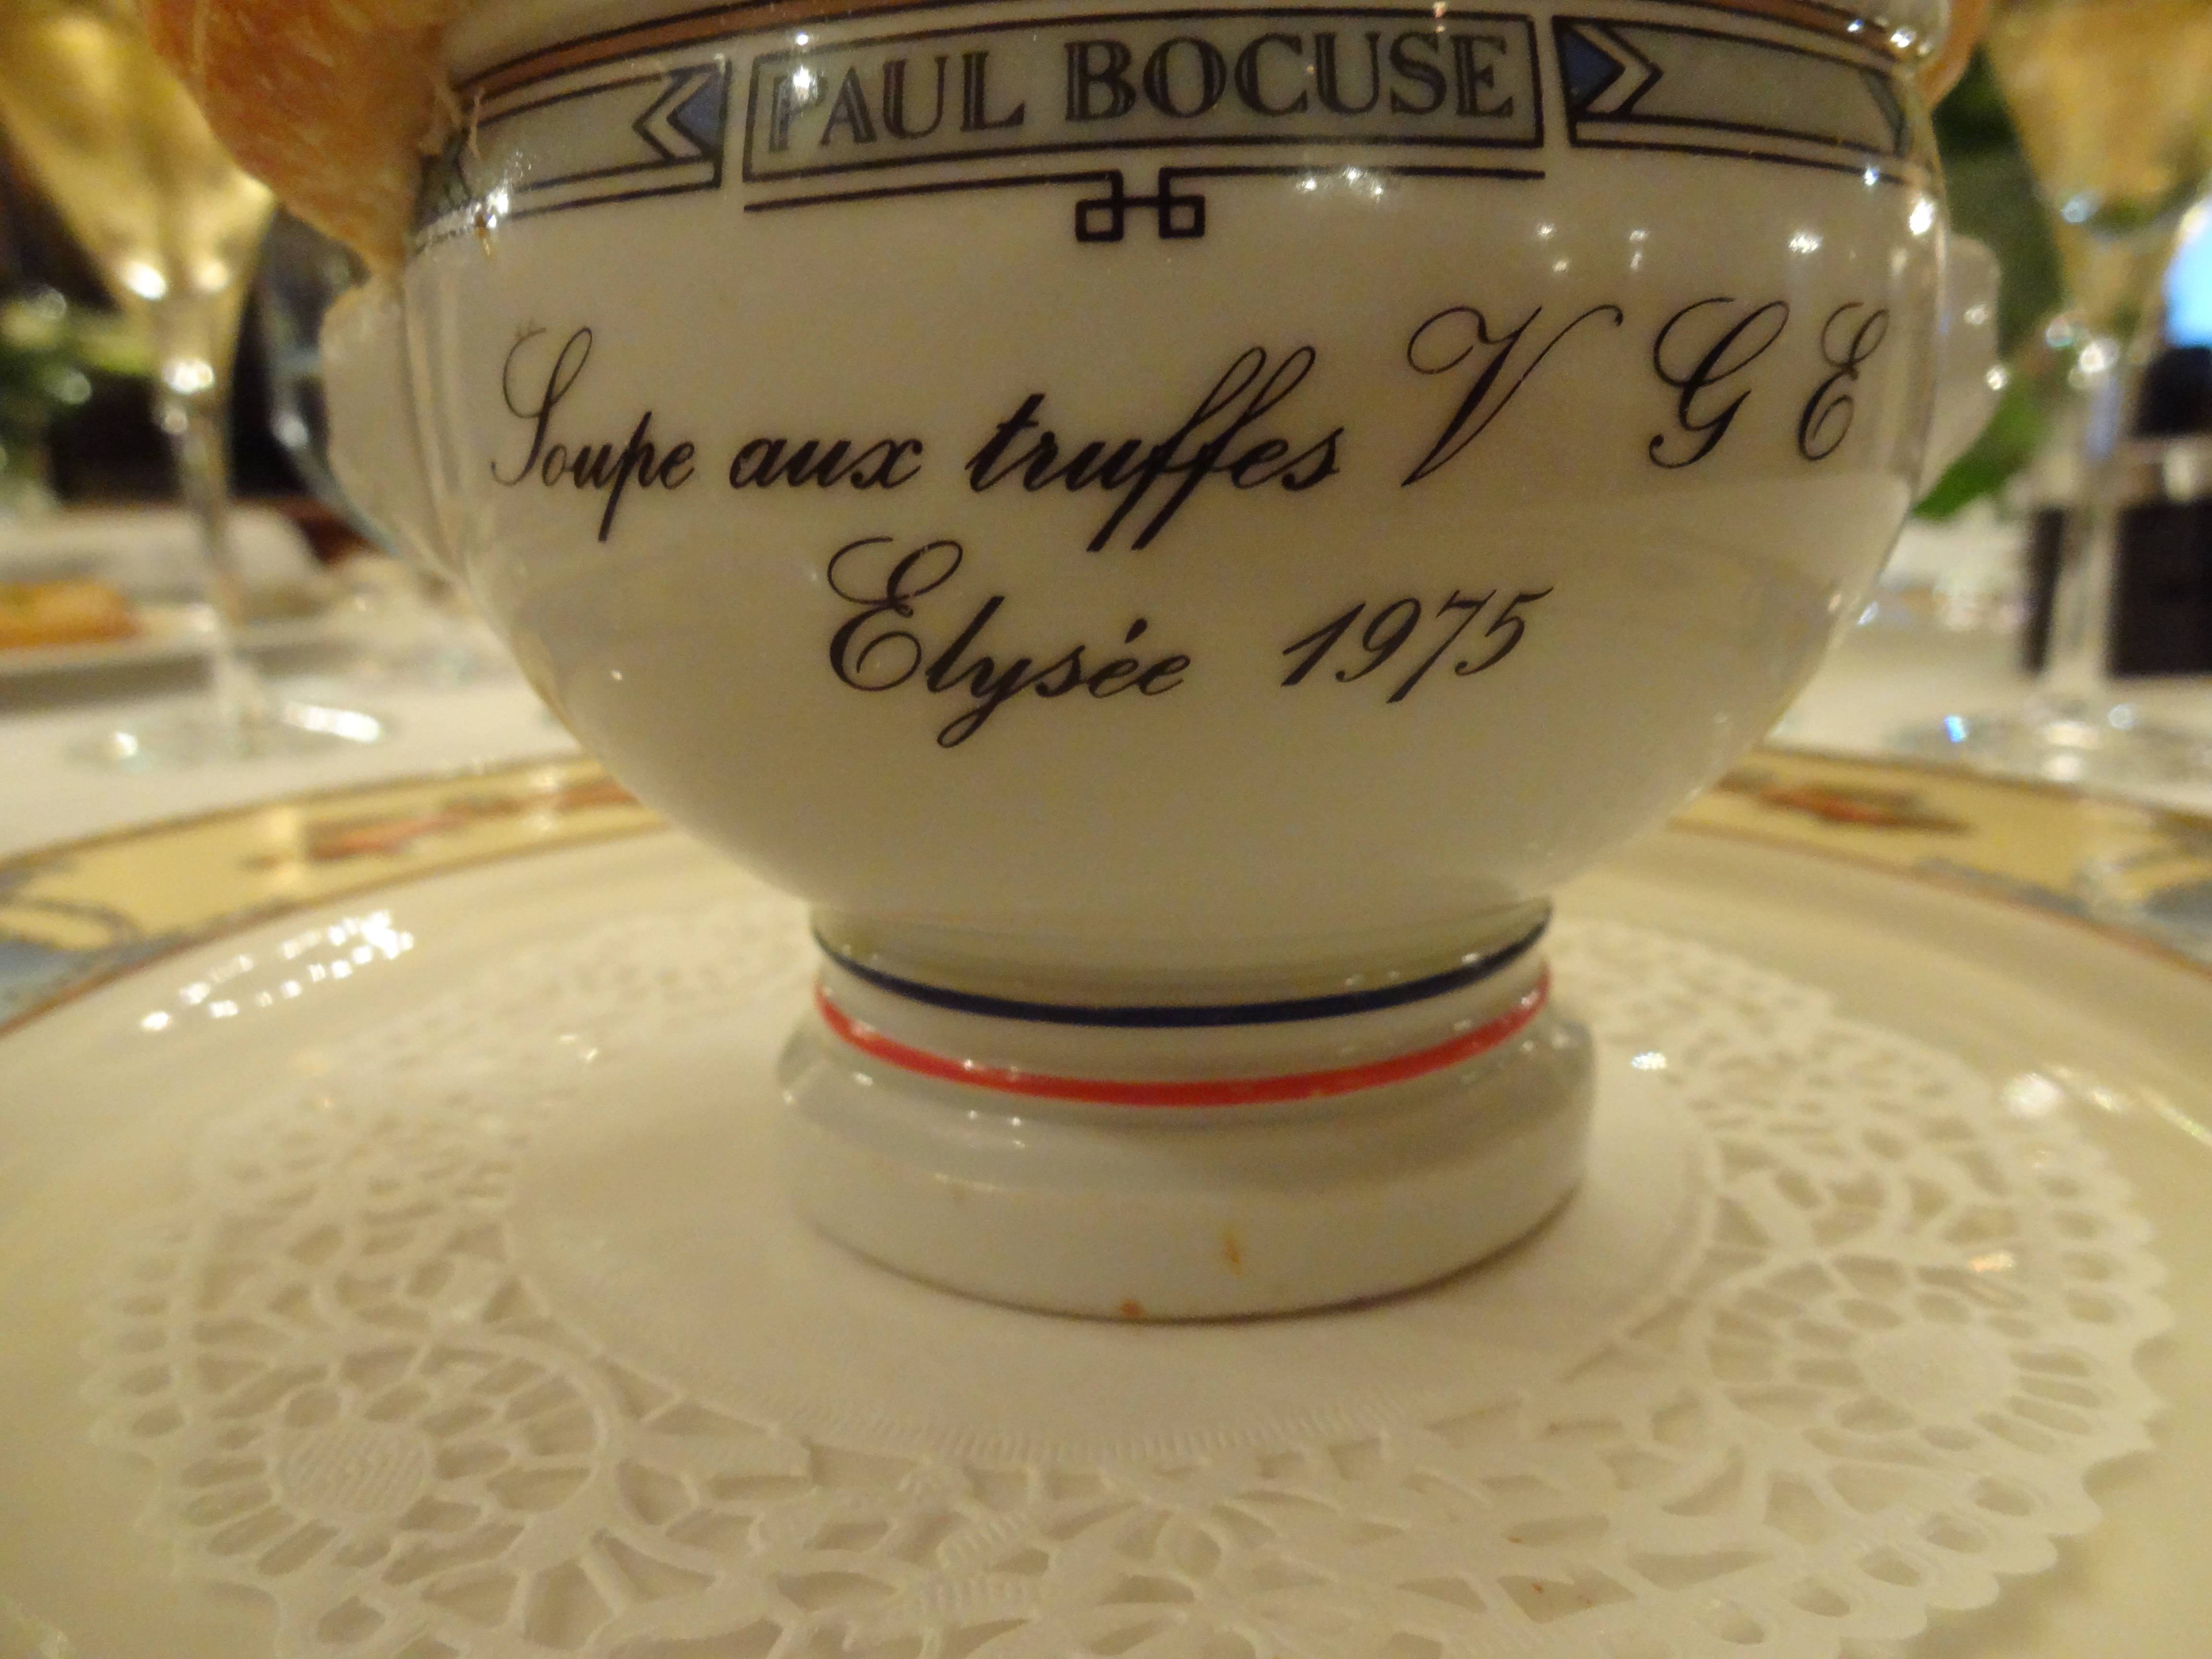 PAUL BOCUSE
Soupe aux truffes V G E
Elysée 1975